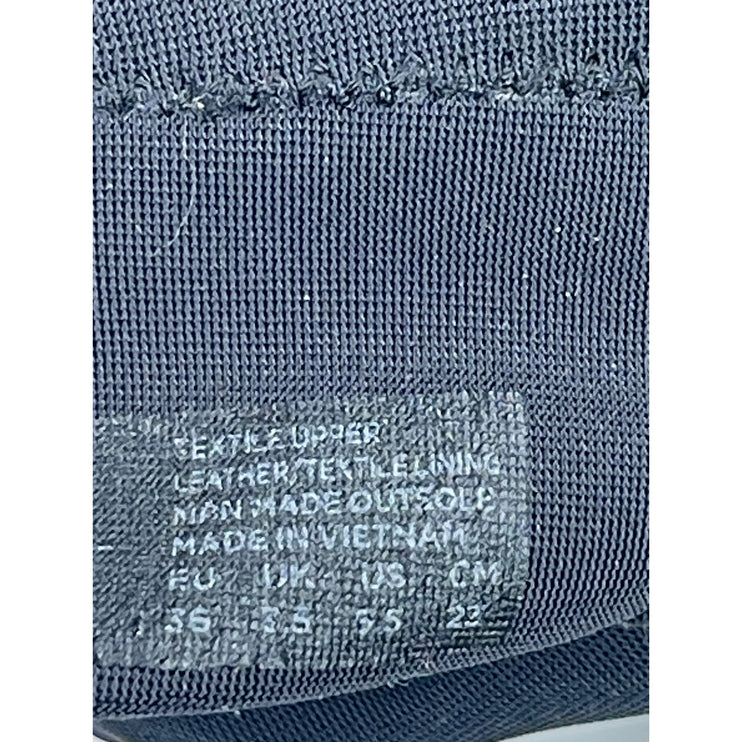 TEXTILE UPPER
LEATHER/TEXTILE LINING
MAN MADE OUTSOLE
MADE IN VIETNAM
EU UK US CM
36 3.5 5.5 23